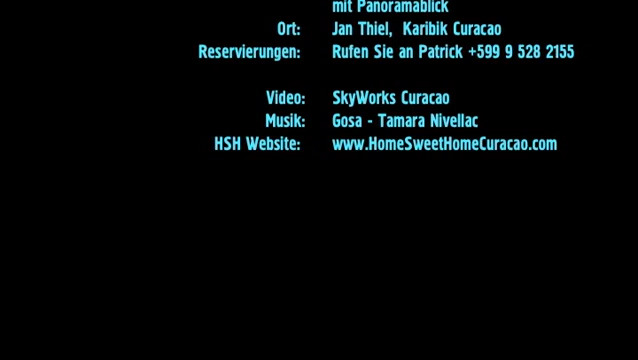 mit Panoramablick
Ort: Jan Thiel, Karibik Curacao
Reservierungen: Rufen Sie an Patrick +599 9 528 2155
Video: SkyWorks Curacao
Musik: Gosa - Tamara Nivellac
HSH Website: www.HomeSweetHomeCuracao.com